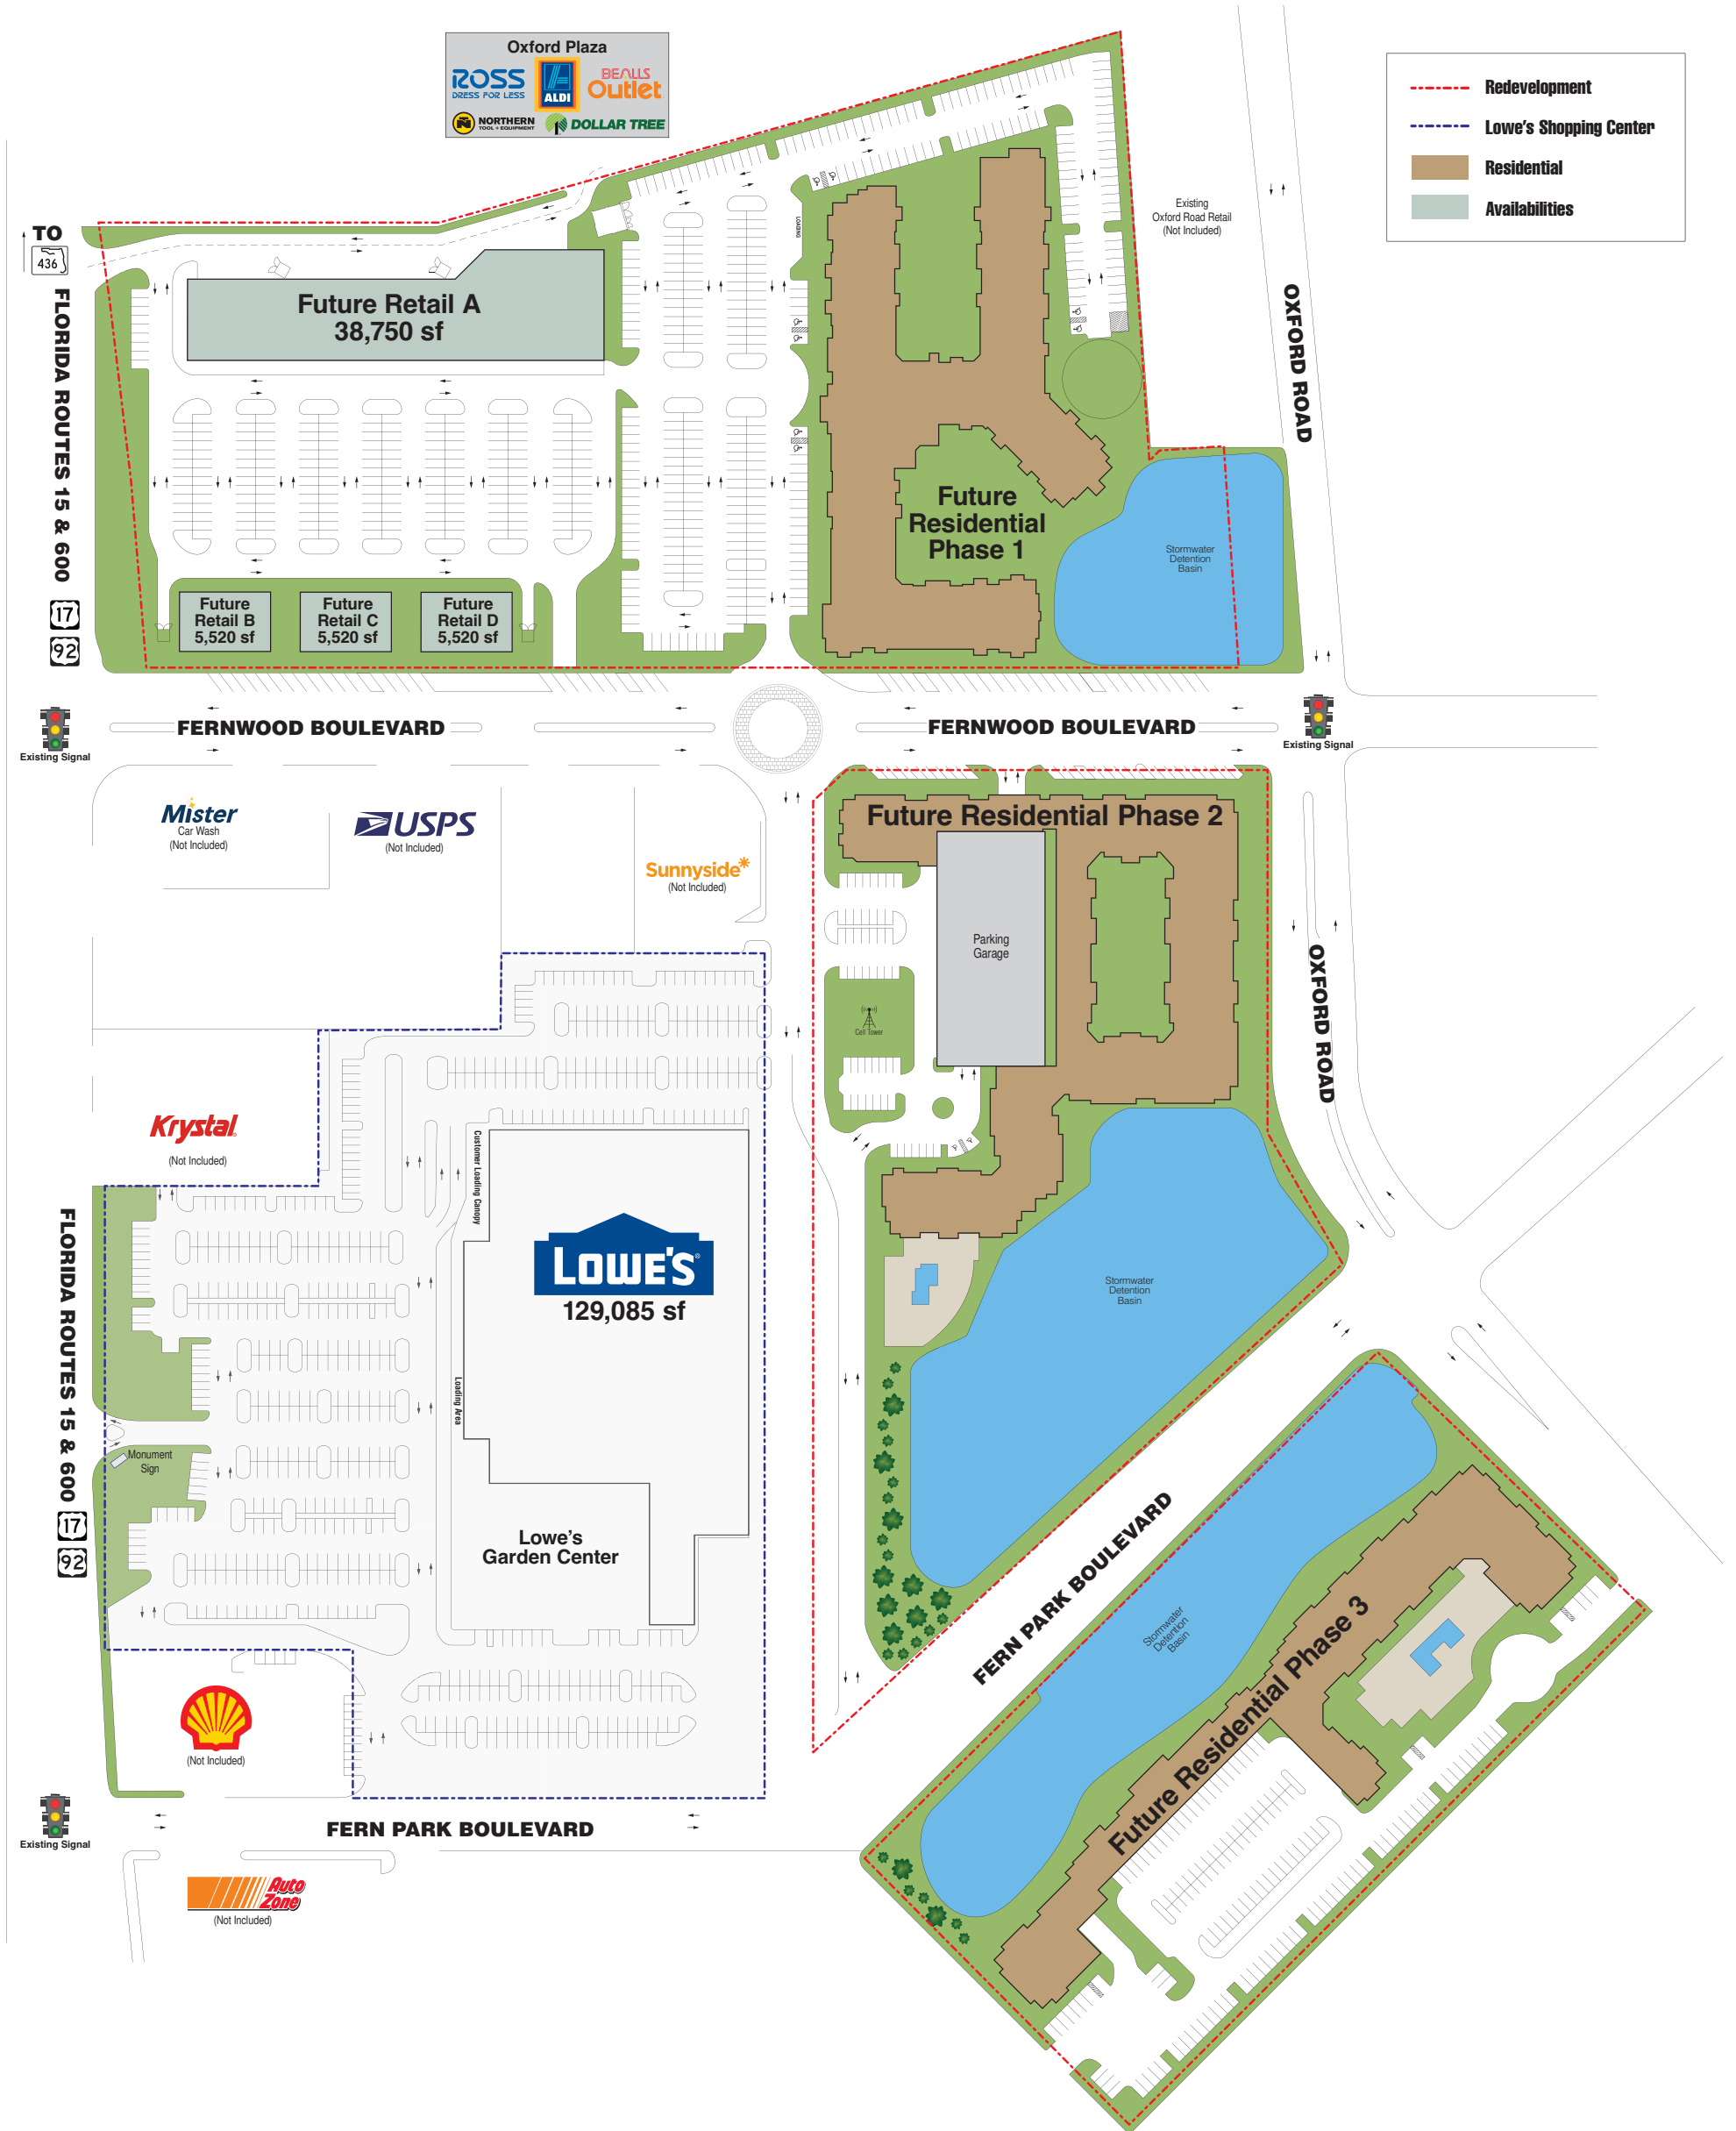 Oxford Plaza
ROSS
DRESS FOR LESS
ALDI
BEALLS
Outlet
NORTHERN
TOOL + EQUIPMENT
DOLLAR TREE
Redevelopment
Lowe's Shopping Center
Residential
Availabilities
TO
436
FLORIDA ROUTES 15 & 600
17
92
Existing
Oxford Road Retail
(Not Included)
OXFORD ROAD
LOADING
Future Retail A
38,750 sf
Future
Residential
Phase 1
Stormwater
Detention
Basin
Future
Retail B
5,520 sf
Future
Retail C
5,520 sf
Future
Retail D
5,520 sf
Existing Signal
FERNWOOD BOULEVARD
FERNWOOD BOULEVARD
Existing Signal
Mister
Car Wash
(Not Included)
USPS
(Not Included)
Sunnyside
(Not Included)
Future Residential Phase 2
Parking
Garage
Cell Tower
OXFORD ROAD
Krystal
(Not Included)
Customer Loading Canopy
LOWE'S
129,085 sf
Loading Area
Stormwater
Detention
Basin
FLORIDA ROUTES 15 & 600
17
92
Monument
Sign
Lowe's
Garden Center
FERN PARK BOULEVARD
Stormwater
Detention
Basin
Future Residential Phase 3
(Not Included)
Existing Signal
FERN PARK BOULEVARD
Auto
Zone
(Not Included)